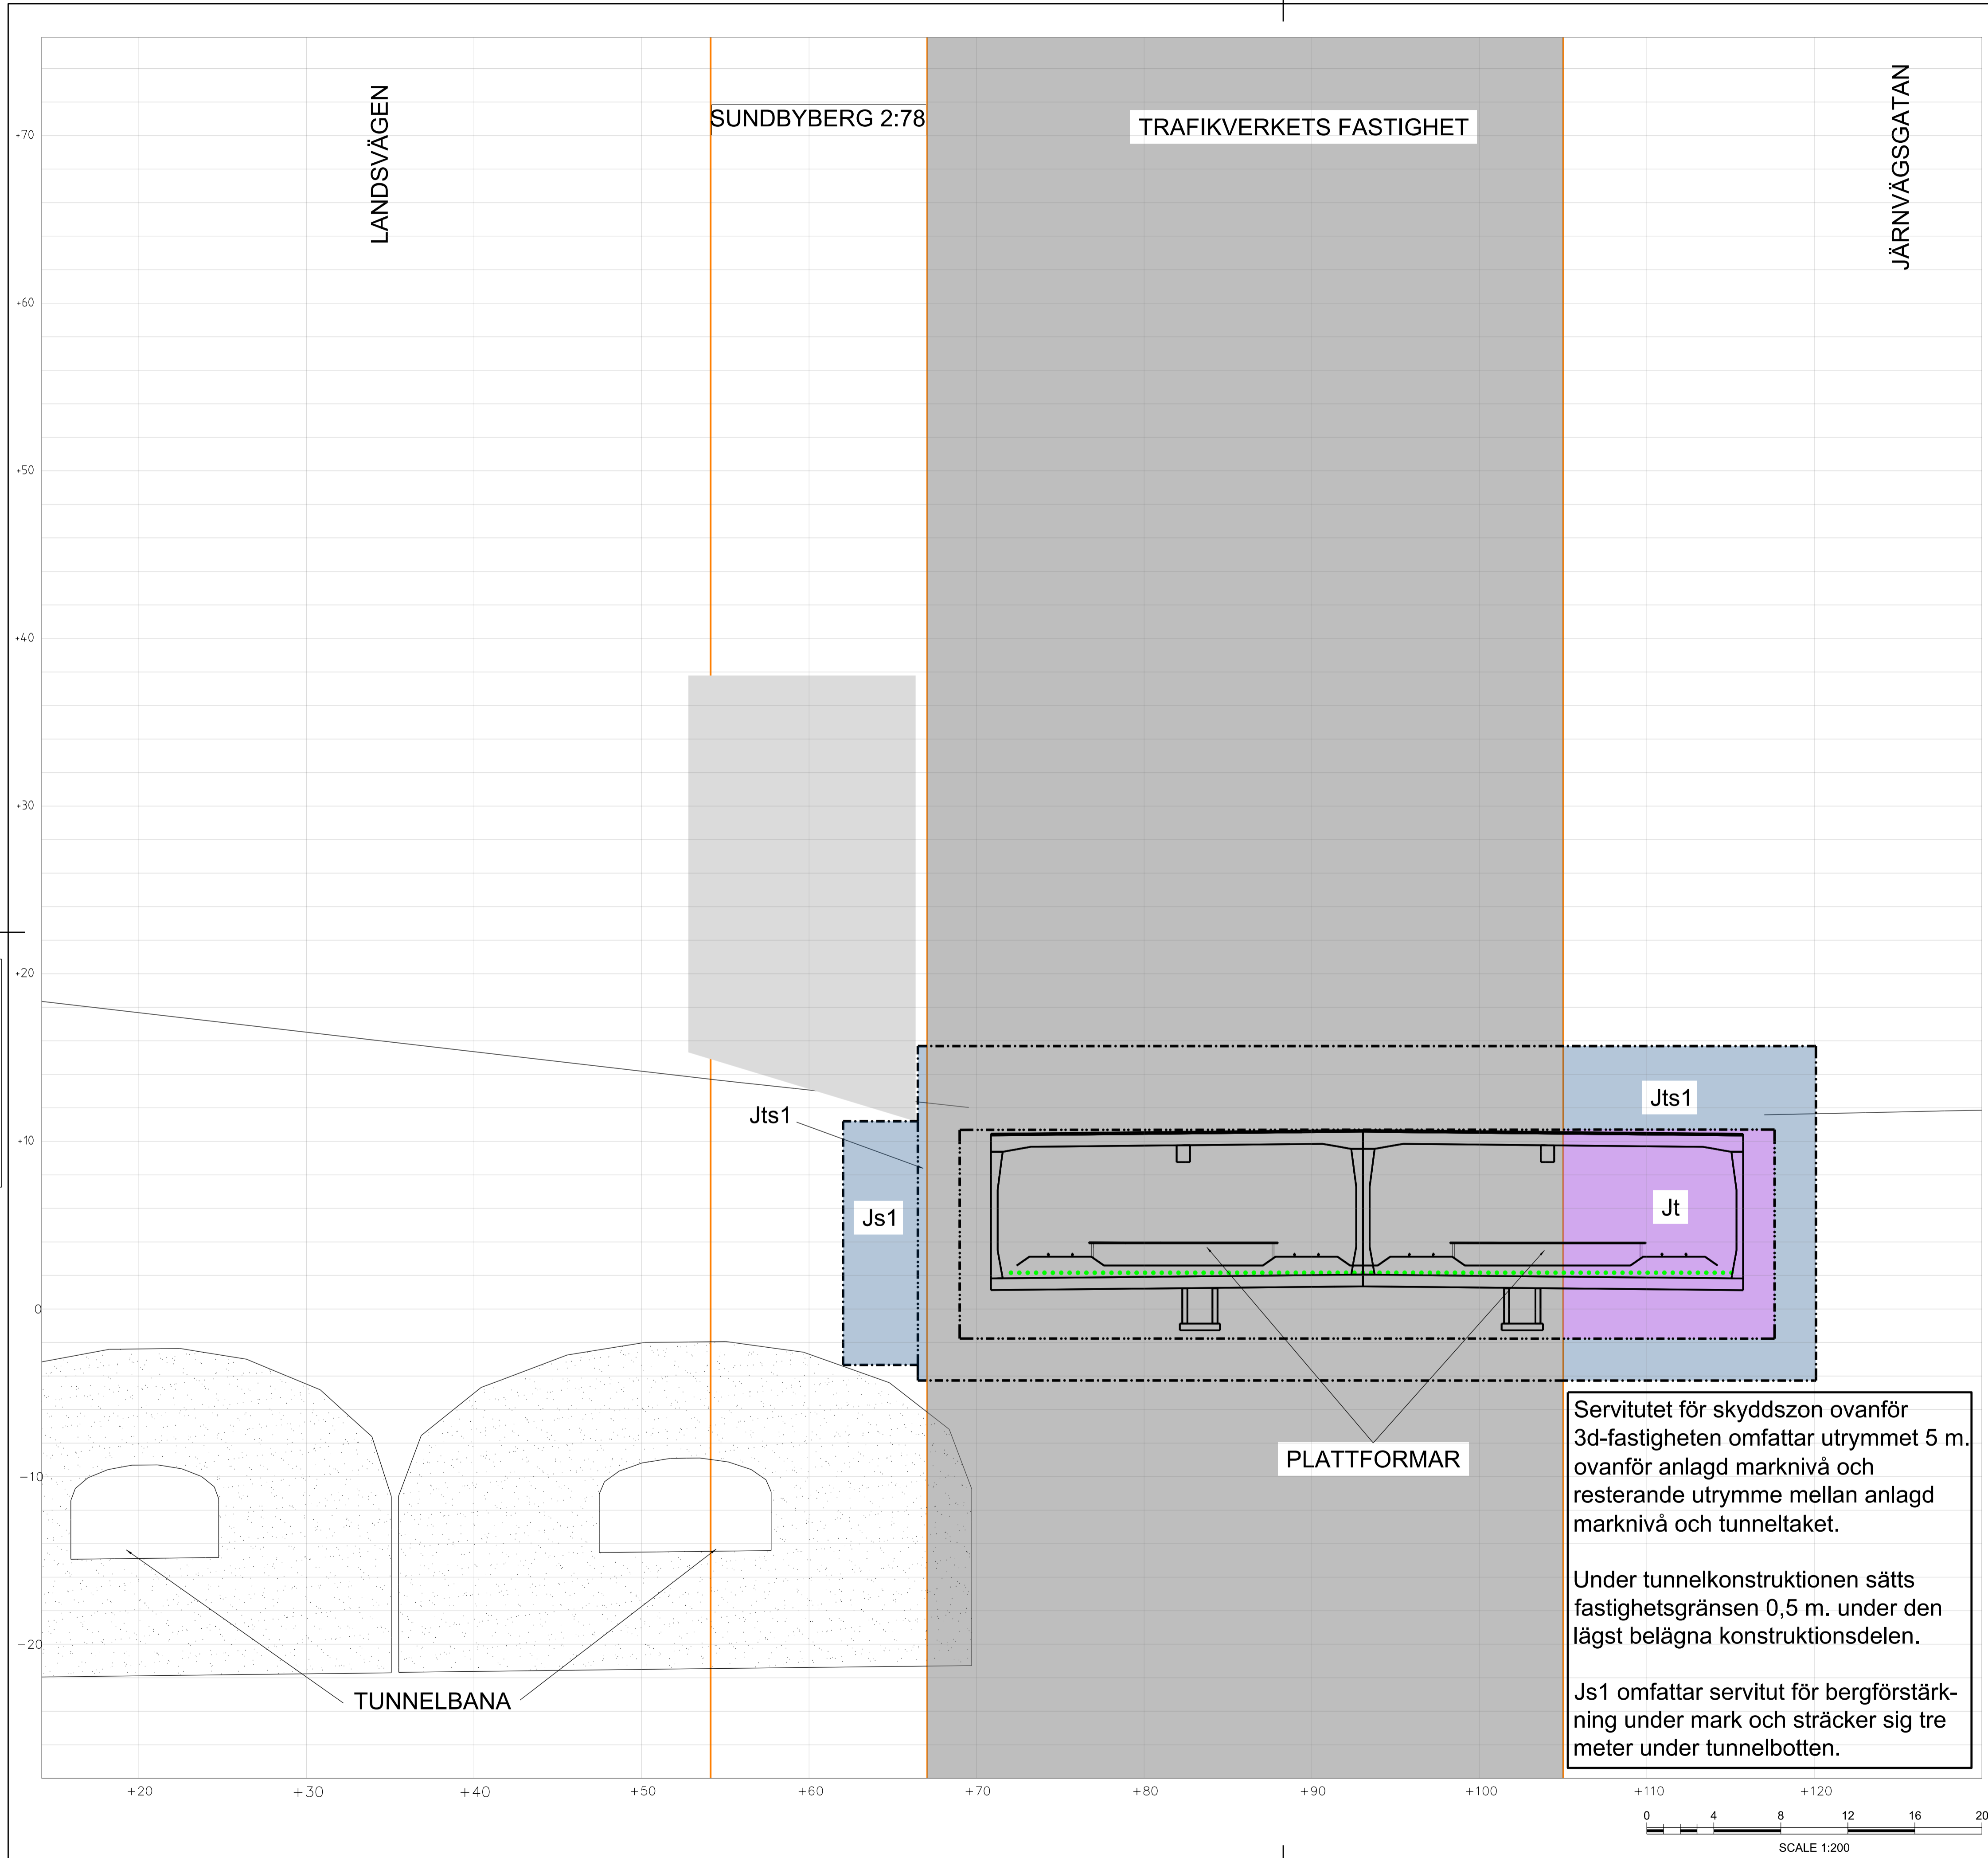 LANDSVÄGEN
SUNDBYBERG 2:78
TRAFIKVERKETS FASTIGHET
JÄRNVÄGSGATAN
+70
+60
+50
+40
+30
+20
+10
0
-10
-20
Jts1
Js1
Jts1
Jt
PLATTFORMAR
TUNNELBANA
Servitutet för skyddszon ovanför
3d-fastigheten omfattar utrymmet 5 m.
ovanför anlagd marknivå och
resterande utrymme mellan anlagd
marknivå och tunneltaket.
Under tunnelkonstruktionen sätts
fastighetsgränsen 0,5 m. under den
lägst belägna konstruktionsdelen.
Js1 omfattar servitut för bergförstärk-
ning under mark och sträcker sig tre
meter under tunnelbotten.
+20 +30 +40 +50 +60 +70 +80 +90 +100 +110 +120
0 4 8 12 16 20
SCALE 1:200